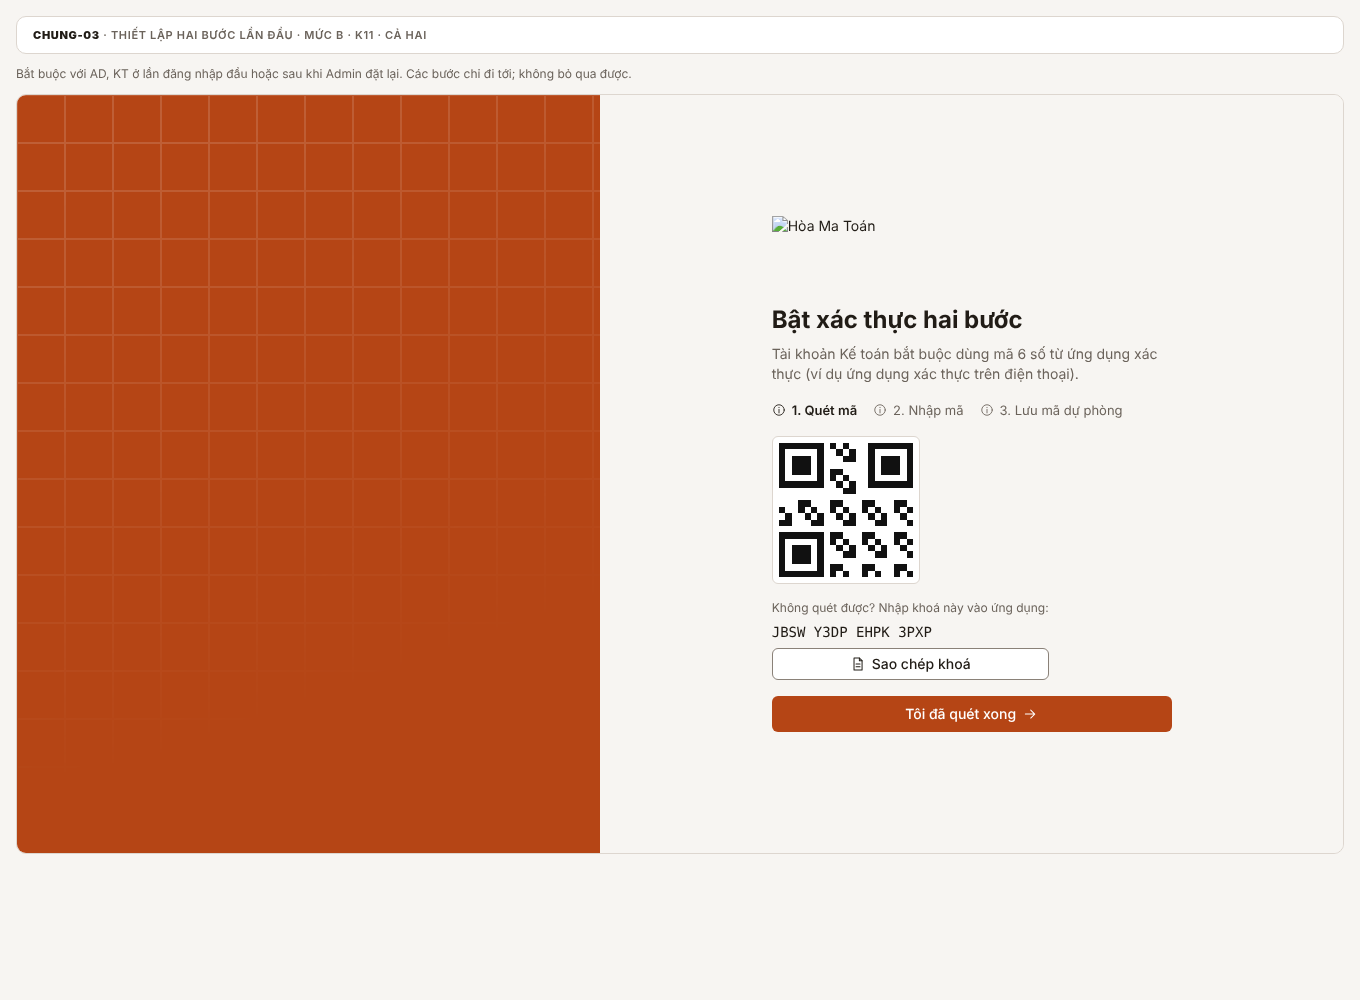 CHUNG-03 · THIẾT LẬP HAI BƯỚC LẦN ĐẦU · MỨC B · K11 · CẢ HAI
Bắt buộc với AD, KT ở lần đăng nhập đầu hoặc sau khi Admin đặt lại. Các bước chỉ đi tới; không bỏ qua được.
Hòa Ma Toán
Bật xác thực hai bước
Tài khoản Kế toán bắt buộc dùng mã 6 số từ ứng dụng xác
thực (ví dụ ứng dụng xác thực trên điện thoại).
1. Quét mã 2. Nhập mã 3. Lưu mã dự phòng
Không quét được? Nhập khoá này vào ứng dụng:
JBSW Y3DP EHPK 3PXP
Sao chép khoá
Tôi đã quét xong →